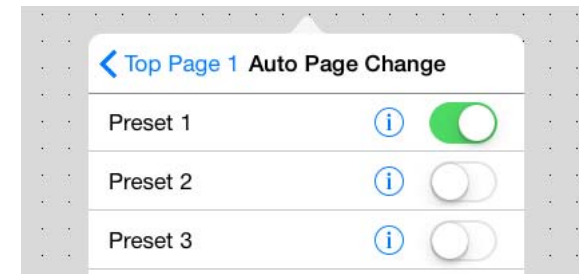 Top Page 1 Auto Page Change
Preset 1
Preset 2
Preset 3